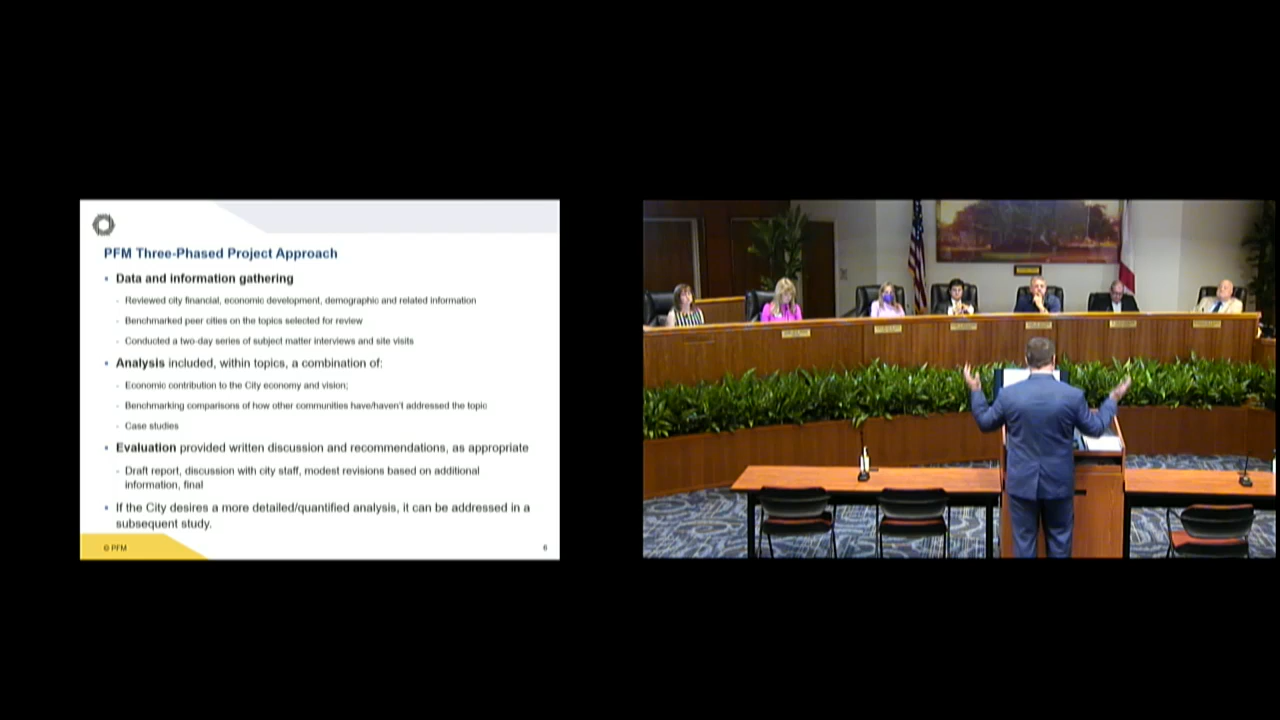 PFM Three-Phased Project Approach
Data and information gathering
Reviewed city financial, economic development, demographic and related information
Benchmarked peer cities on the topics selected for review
Conducted a two-day series of subject matter interviews and site visits
Analysis included, within topics, a combination of:
Economic contribution to the City economy and vision;
Benchmarking comparisons of how other communities have/haven't addressed the topic
Case studies
Evaluation provided written discussion and recommendations, as appropriate
Draft report, discussion with city staff, modest revisions based on additional
information, final
If the City desires a more detailed/quantified analysis, it can be addressed in a
subsequent study.
© PFM
6